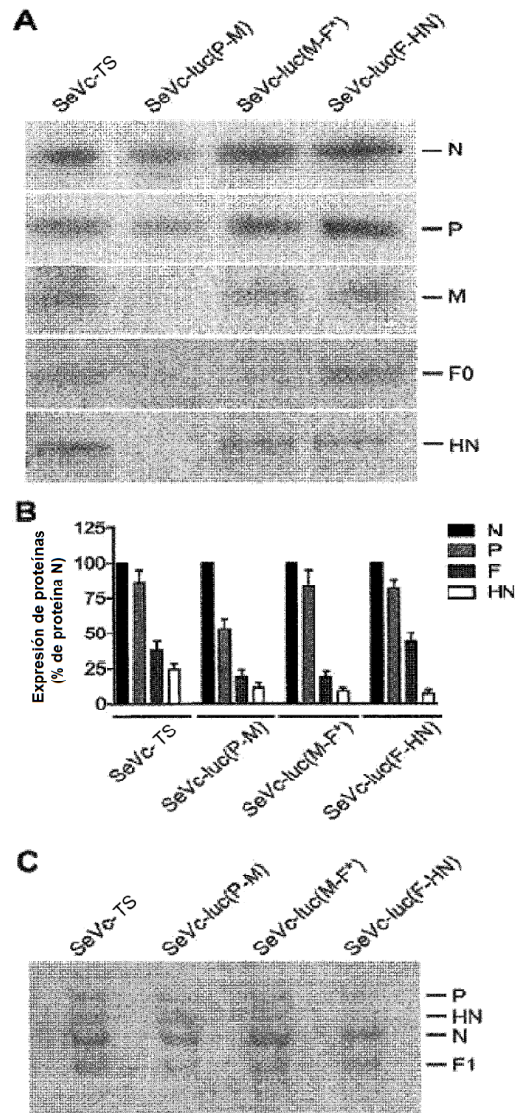 A
SeVc-TS
SeVc-luc(P-M)
SeVc-luc(M-F*)
SeVc-luc(F-HN)
N
P
M
F0
HN
B
Expresión de proteínas
(% de proteína N)
125
100
75
50
25
0
N
P
F
HN
SeVc-TS
SeVc-luc(P-M)
SeVc-luc(M-F*)
SeVc-luc(F-HN)
C
SeVc-TS
SeVc-luc(P-M)
SeVc-luc(M-F*)
SeVc-luc(F-HN)
P
HN
N
F1